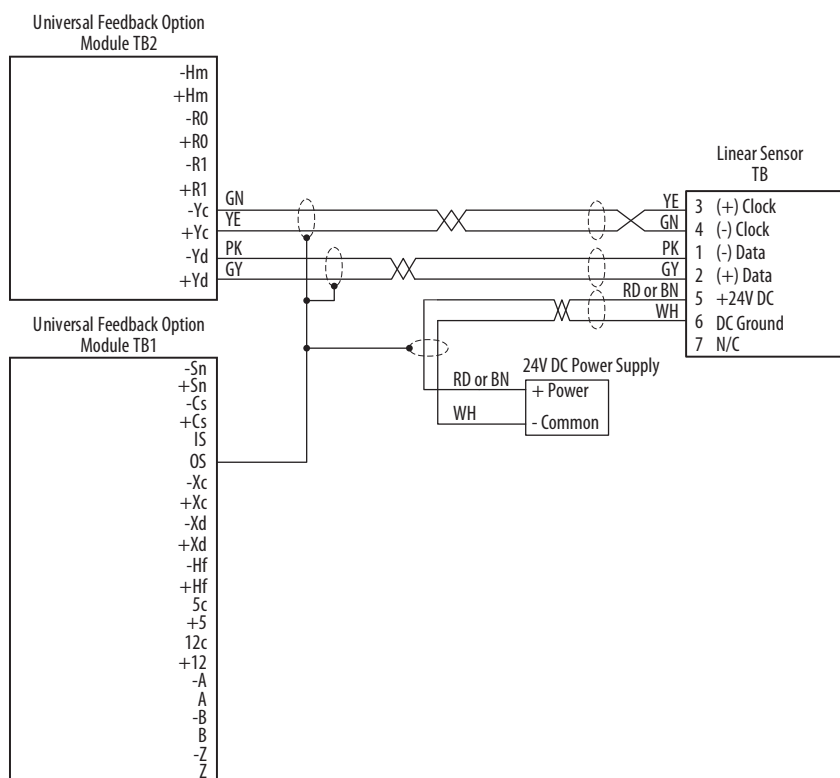 Universal Feedback Option
Module TB2
-Hm
+Hm
-R0
+R0
-R1
+R1
-Yc
+Yc
-Yd
+Yd
GN
YE
PK
GY
Linear Sensor
TB
YE
GN
PK
GY
RD or BN
WH
3 (+) Clock
4 (-) Clock
1 (-) Data
2 (+) Data
5 +24V DC
6 DC Ground
7 N/C
24V DC Power Supply
RD or BN
+ Power
WH
- Common
Universal Feedback Option
Module TB1
-Sn
+Sn
-Cs
+Cs
IS
OS
-Xc
+Xc
-Xd
+Xd
-Hf
+Hf
5c
+5
12c
+12
-A
A
-B
B
-Z
Z